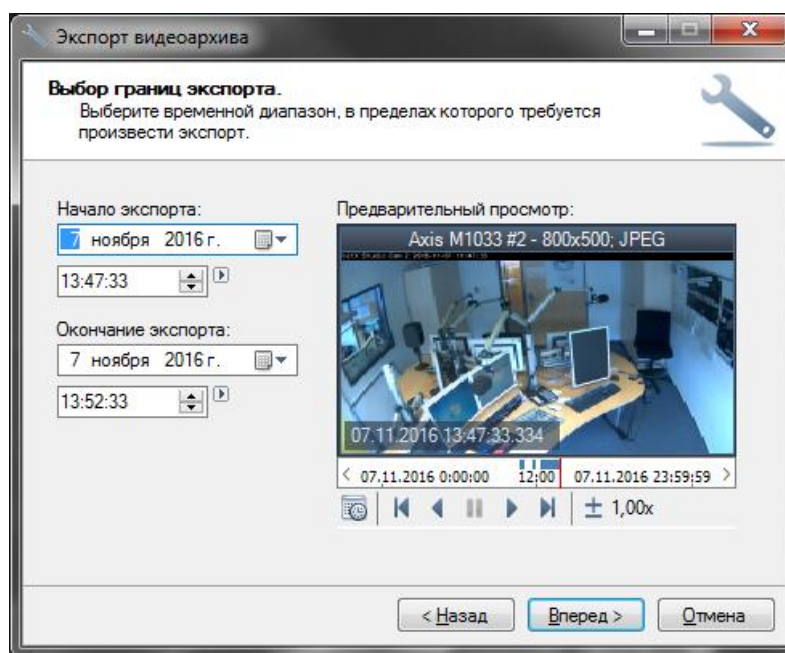 Экспорт видеоархива
Выбор границ экспорта.
Выберите временной диапазон, в пределах которого требуется
произвести экспорт.
Начало экспорта:
7 ноября 2016 г.
13:47:33
Окончание экспорта:
7 ноября 2016 г.
13:52:33
Предварительный просмотр:
Axis M1033 #2 - 800x500; JPEG
07.11.2016 13:47:33.334
07.11.2016 0:00:00 12:00 07.11.2016 23:59:59
1,00x
< Назад Вперед > Отмена